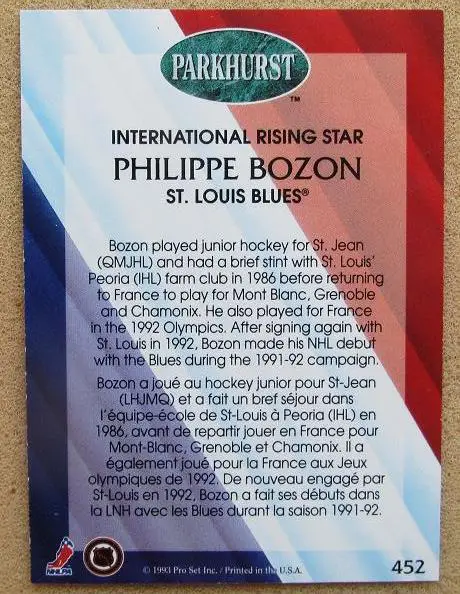 PARKHURST
TM
INTERNATIONAL RISING STAR
PHILIPPE BOZON
ST. LOUIS BLUES®
Bozon played junior hockey for St. Jean
(QMJHL) and had a brief stint with St. Louis'
Peoria (IHL) farm club in 1986 before returning
to France to play for Mont Blanc, Grenoble
and Chamonix. He also played for France
in the 1992 Olympics. After signing again with
St. Louis in 1992, Bozon made his NHL debut
with the Blues during the 1991-92 campaign.
Bozon a joué au hockey junior pour St-Jean
(LHJMQ) et a fait un bref séjour dans
l'équipe-école de St-Louis à Peoria (IHL) en
1986, avant de repartir jouer en France pour
Mont-Blanc, Grenoble et Chamonix. Il a
également joué pour la France aux Jeux
olympiques de 1992. De nouveau engagé par
St-Louis en 1992, Bozon a fait ses débuts dans
la LNH avec les Blues durant la saison 1991-92.
NHLPA
© 1993 Pro Set Inc. / Printed in the U.S.A.
452